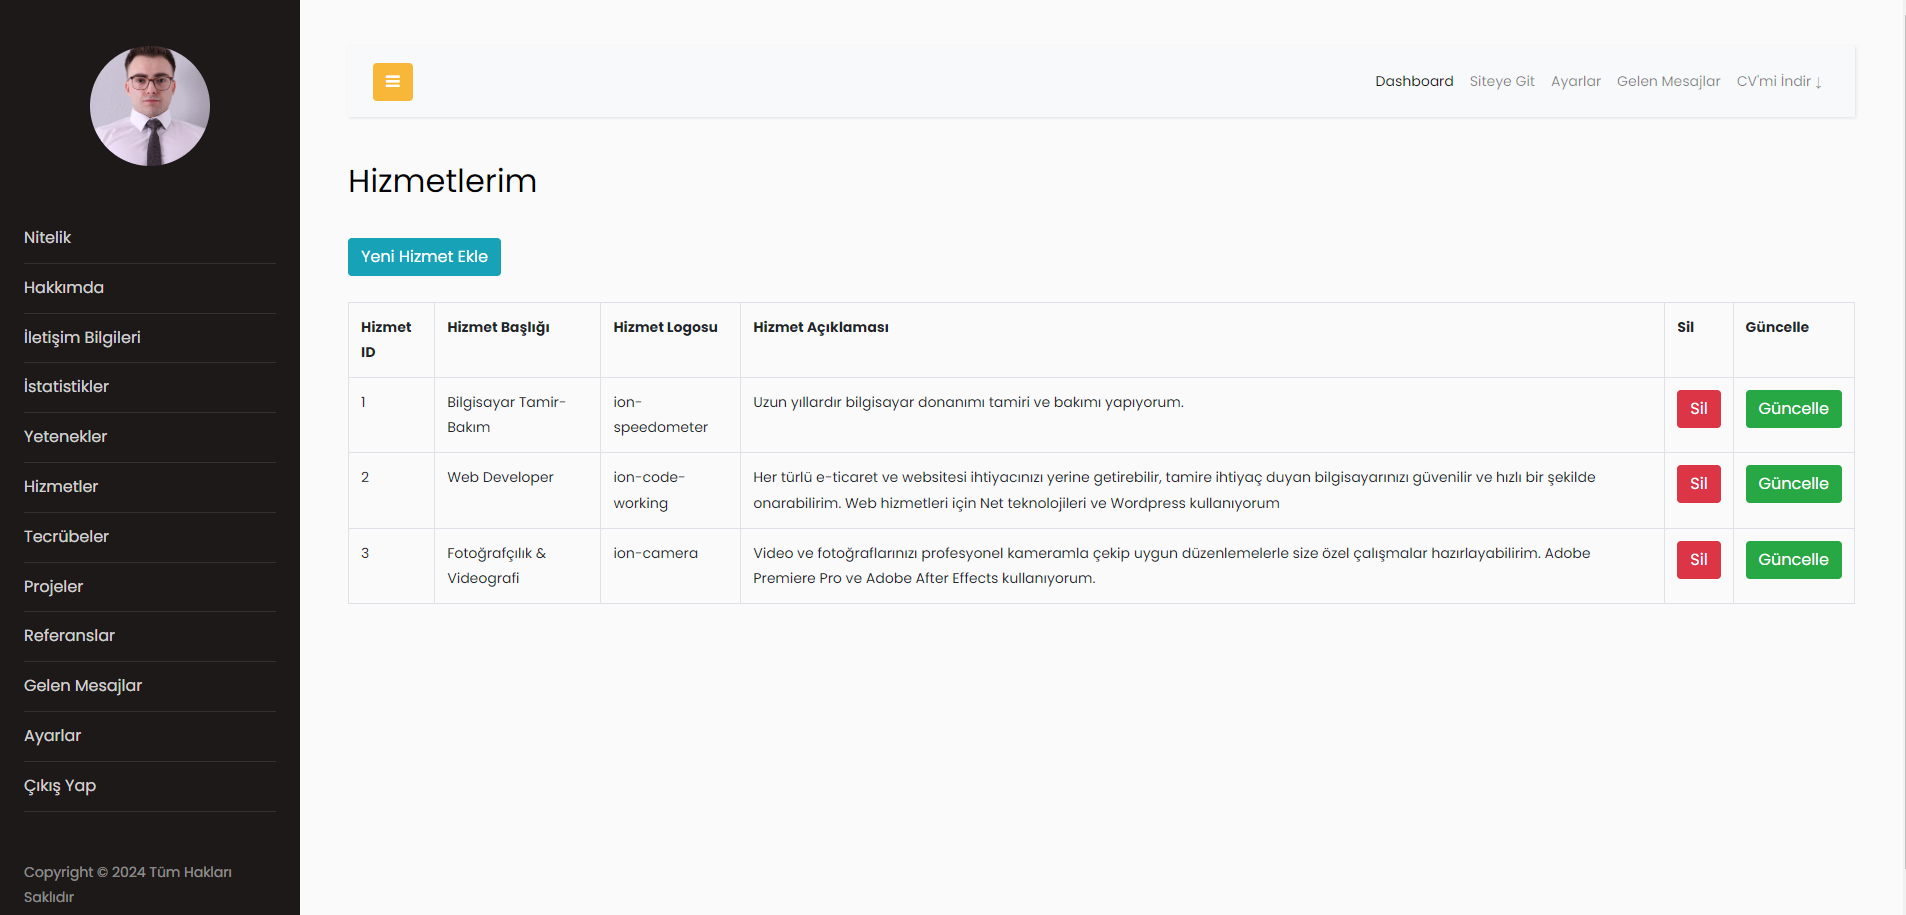 Dashboard Siteye Git Ayarlar Gelen Mesajlar CV'mi İndir ↓
Nitelik
Hakkımda
İletişim Bilgileri
İstatistikler
Yetenekler
Hizmetler
Tecrübeler
Projeler
Referanslar
Gelen Mesajlar
Ayarlar
Çıkış Yap
Copyright © 2024 Tüm Hakları
Saklıdır
Hizmetlerim
Yeni Hizmet Ekle
Hizmet
ID
Hizmet Başlığı
Hizmet Logosu
Hizmet Açıklaması
Sil
Güncelle
1
Bilgisayar Tamir-
Bakım
ion-
speedometer
Uzun yıllardır bilgisayar donanımı tamiri ve bakımı yapıyorum.
Sil
Güncelle
2
Web Developer
ion-code-
working
Her türlü e-ticaret ve websitesi ihtiyacınızı yerine getirebilir, tamire ihtiyaç duyan bilgisayarınızı güvenilir ve hızlı bir şekilde
onarabilirim. Web hizmetleri için Net teknolojileri ve Wordpress kullanıyorum
Sil
Güncelle
3
Fotoğrafçılık &
Videografi
ion-camera
Video ve fotoğraflarınızı profesyonel kameramla çekip uygun düzenlemelerle size özel çalışmalar hazırlayabilirim. Adobe
Premiere Pro ve Adobe After Effects kullanıyorum.
Sil
Güncelle